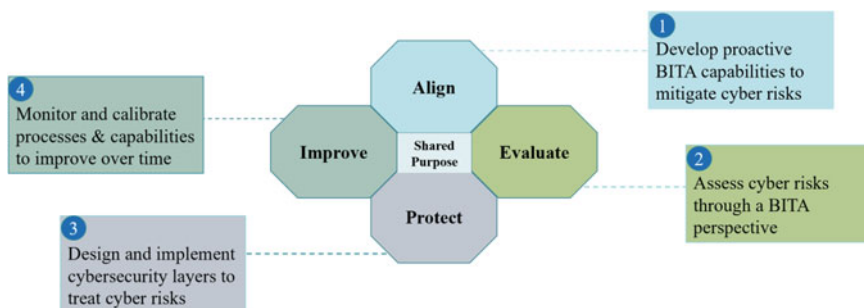 1
Develop proactive
BITA capabilities to
mitigate cyber risks
Align
4
Monitor and calibrate
processes & capabilities
to improve over time
Improve
Shared
Purpose
Evaluate
2
Assess cyber risks
through a BITA
perspective
Protect
3
Design and implement
cybersecurity layers to
treat cyber risks